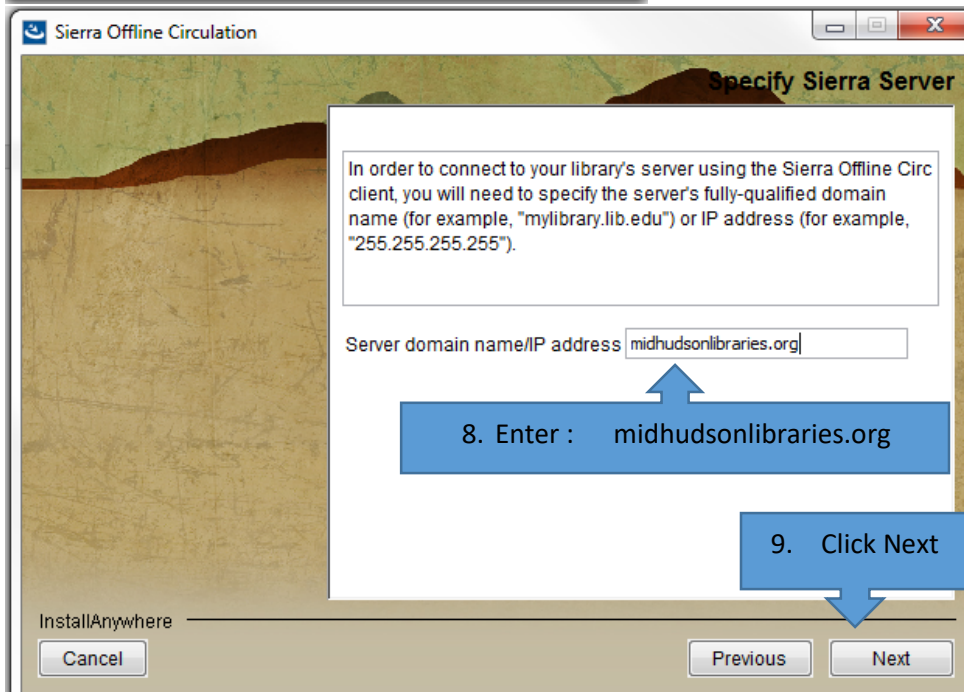 Sierra Offline Circulation
Specify Sierra Server
In order to connect to your library's server using the Sierra Offline Circ
client, you will need to specify the server's fully-qualified domain
name (for example, "mylibrary.lib.edu") or IP address (for example,
"255.255.255.255").
Server domain name/IP address midhudsonlibraries.org
8. Enter : midhudsonlibraries.org
9. Click Next
InstallAnywhere
Cancel Previous Next